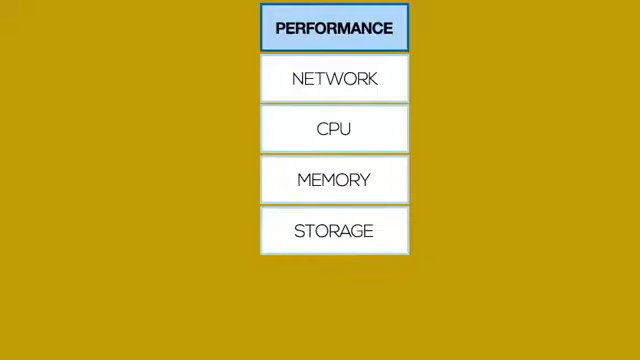 PERFORMANCE
NETWORK
CPU
MEMORY
STORAGE